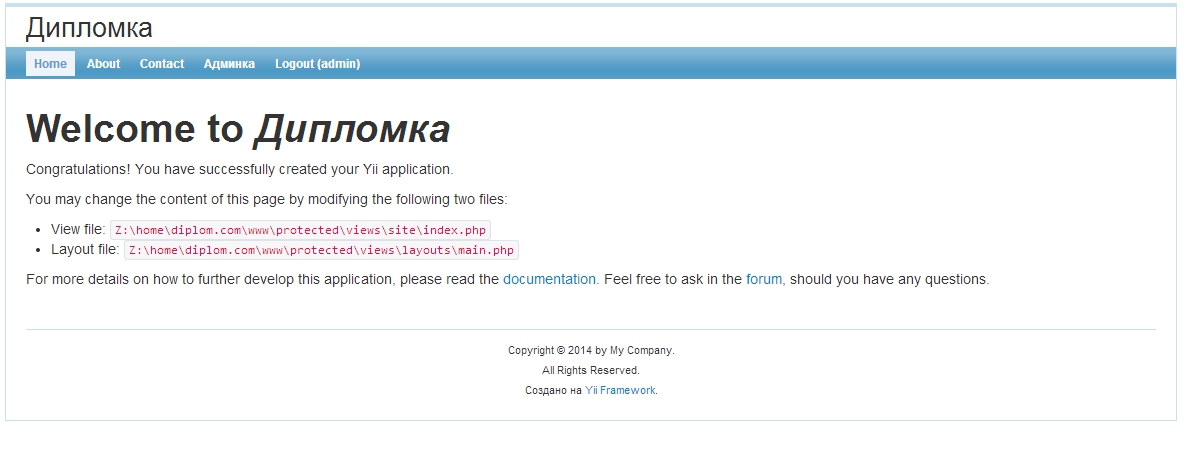 Дипломка
Home About Contact Админка Logout (admin)
Welcome to Дипломка
Congratulations! You have successfully created your Yii application.
You may change the content of this page by modifying the following two files:
• View file: Z:\home\diplom.com\www\protected\views\site\index.php
• Layout file: Z:\home\diplom.com\www\protected\views\layouts\main.php
For more details on how to further develop this application, please read the documentation. Feel free to ask in the forum, should you have any questions.
Copyright © 2014 by My Company.
All Rights Reserved.
Создано на Yii Framework.